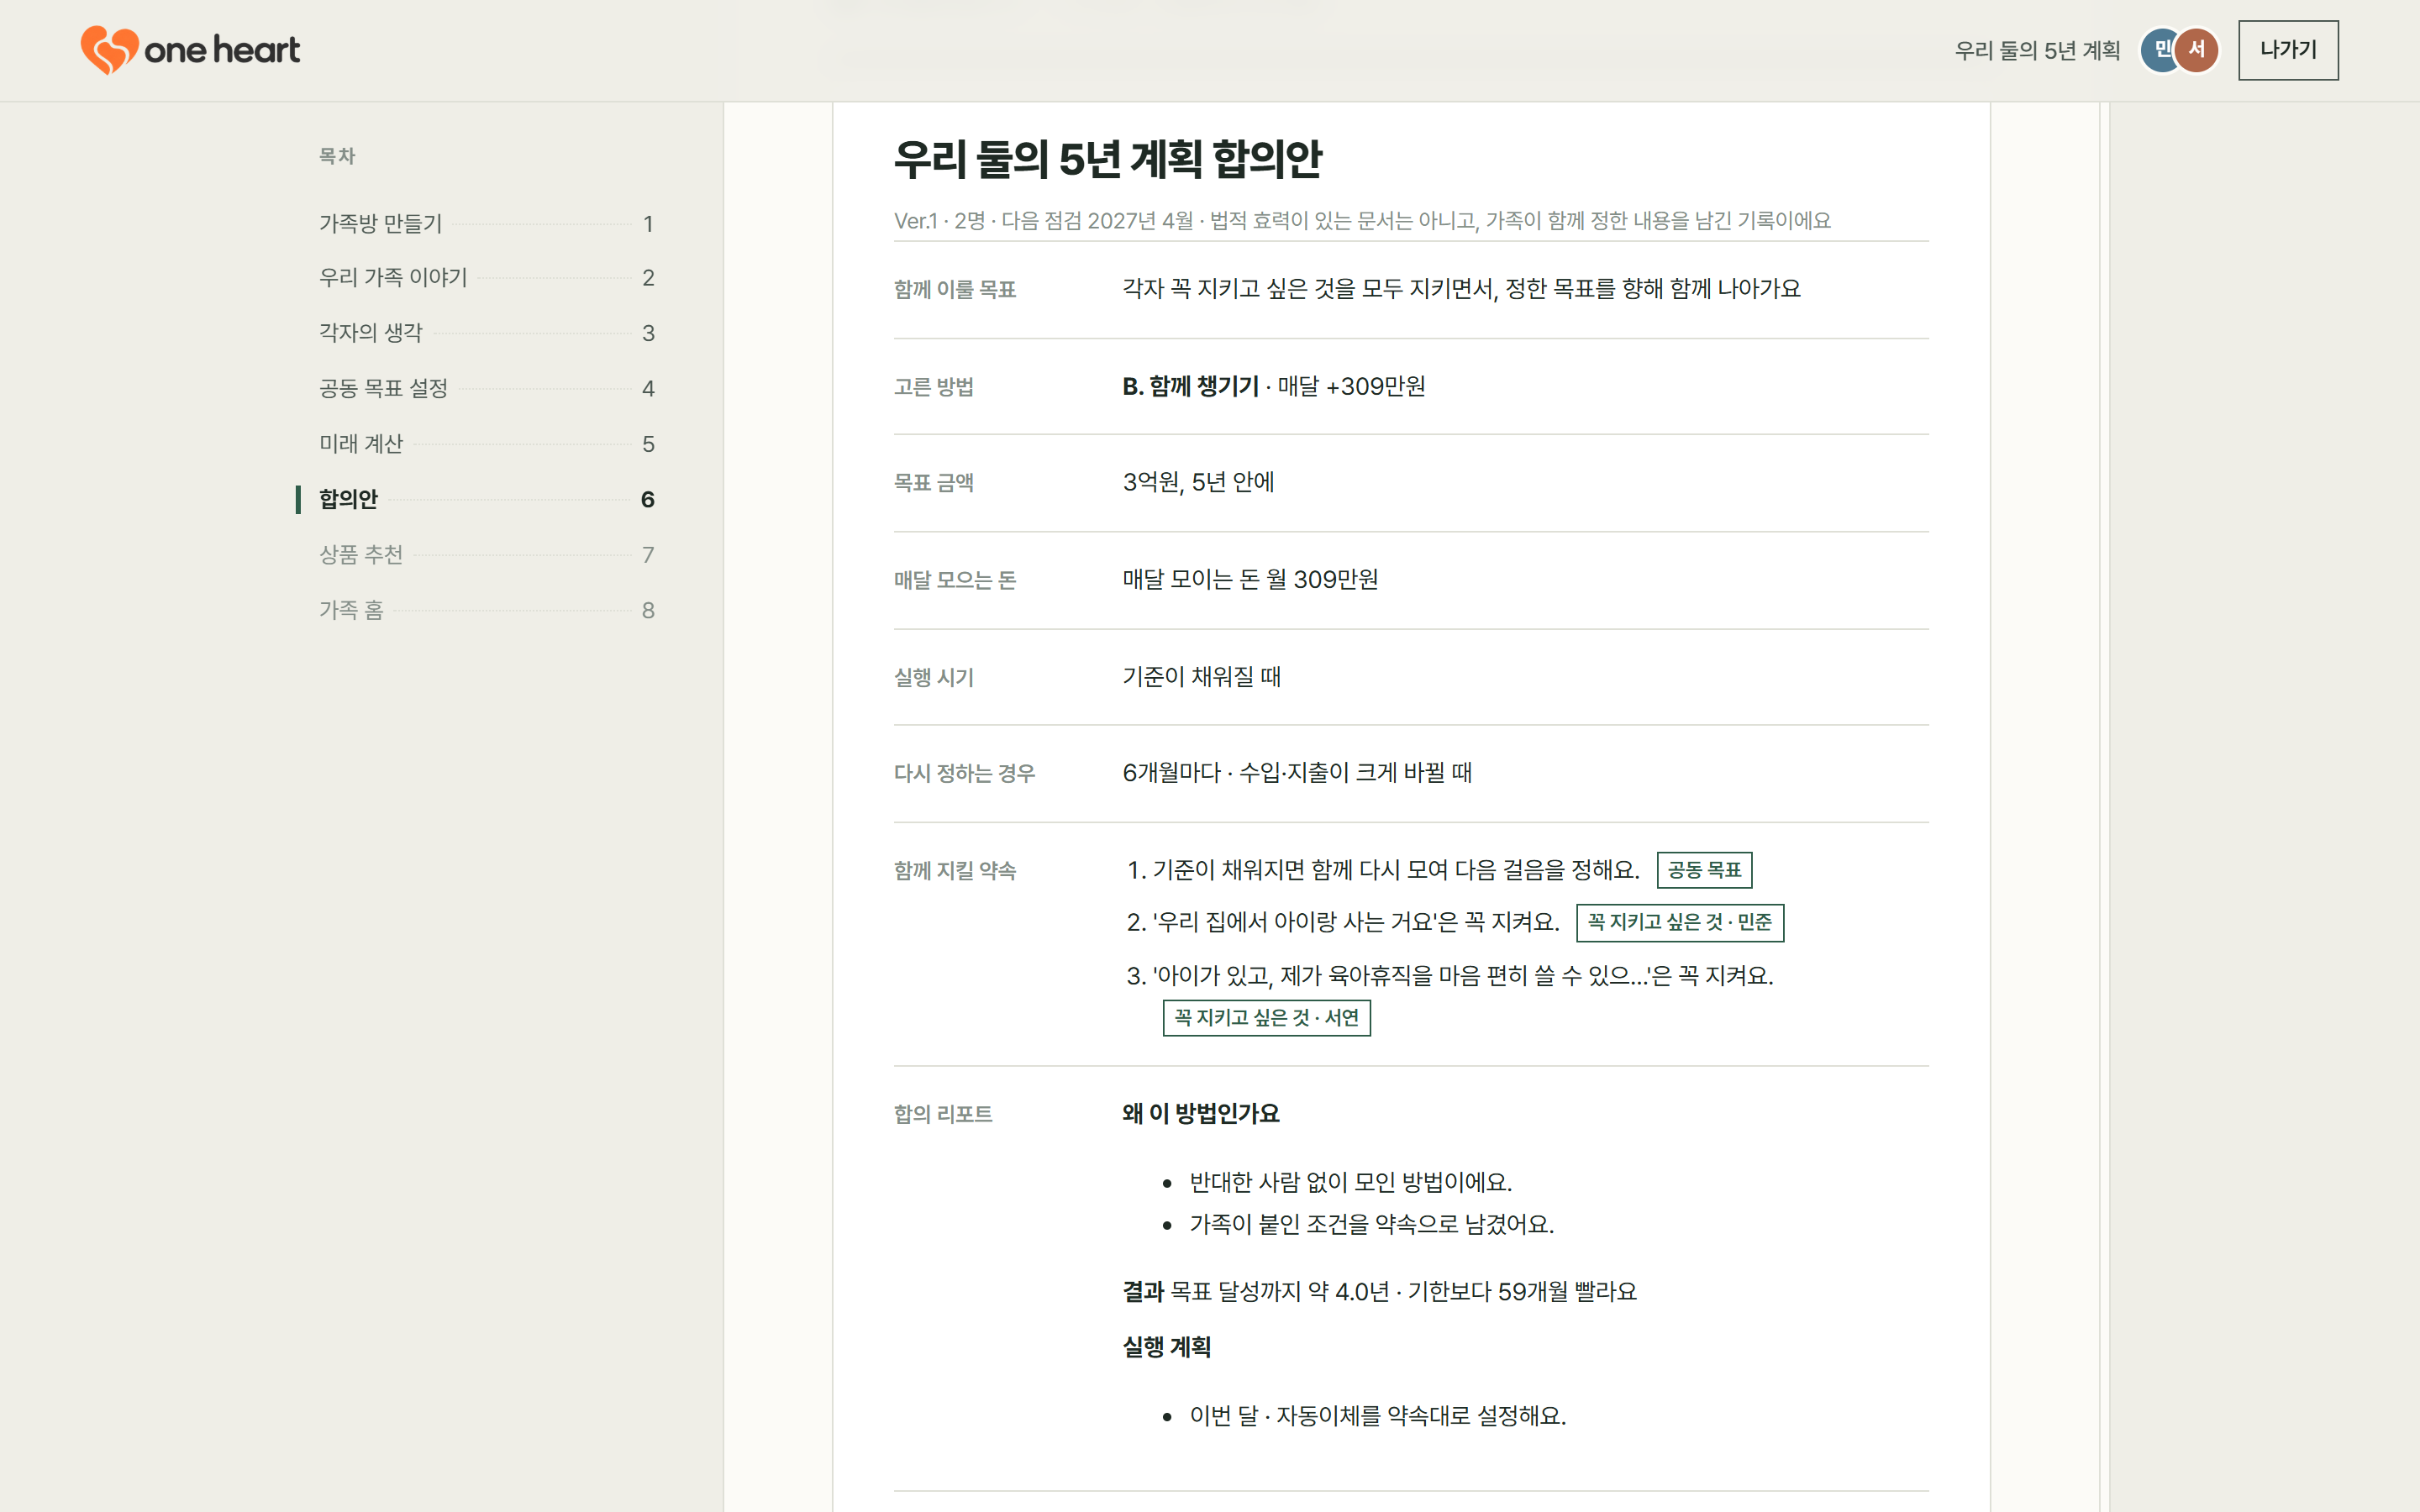 one heart
우리 둘의 5년 계획
민
서
나가기
목차
가족방 만들기 1
우리 가족 이야기 2
각자의 생각 3
공동 목표 설정 4
미래 계산 5
합의안 6
상품 추천 7
가족 홈 8
우리 둘의 5년 계획 합의안
Ver.1 · 2명 · 다음 점검 2027년 4월 · 법적 효력이 있는 문서는 아니고, 가족이 함께 정한 내용을 남긴 기록이에요
함께 이룰 목표
각자 꼭 지키고 싶은 것을 모두 지키면서, 정한 목표를 향해 함께 나아가요
고른 방법
B. 함께 챙기기 · 매달 +309만원
목표 금액
3억원, 5년 안에
매달 모으는 돈
매달 모이는 돈 월 309만원
실행 시기
기준이 채워질 때
다시 정하는 경우
6개월마다 · 수입·지출이 크게 바뀔 때
함께 지킬 약속
1. 기준이 채워지면 함께 다시 모여 다음 걸음을 정해요. 공동 목표
2. '우리 집에서 아이랑 사는 거요'은 꼭 지켜요. 꼭 지키고 싶은 것 · 민준
3. '아이가 있고, 제가 육아휴직을 마음 편히 쓸 수 있으...'은 꼭 지켜요.
꼭 지키고 싶은 것 · 서연
합의 리포트
왜 이 방법인가요
• 반대한 사람 없이 모인 방법이에요.
• 가족이 붙인 조건을 약속으로 남겼어요.
결과 목표 달성까지 약 4.0년 · 기한보다 59개월 빨라요
실행 계획
• 이번 달 · 자동이체를 약속대로 설정해요.